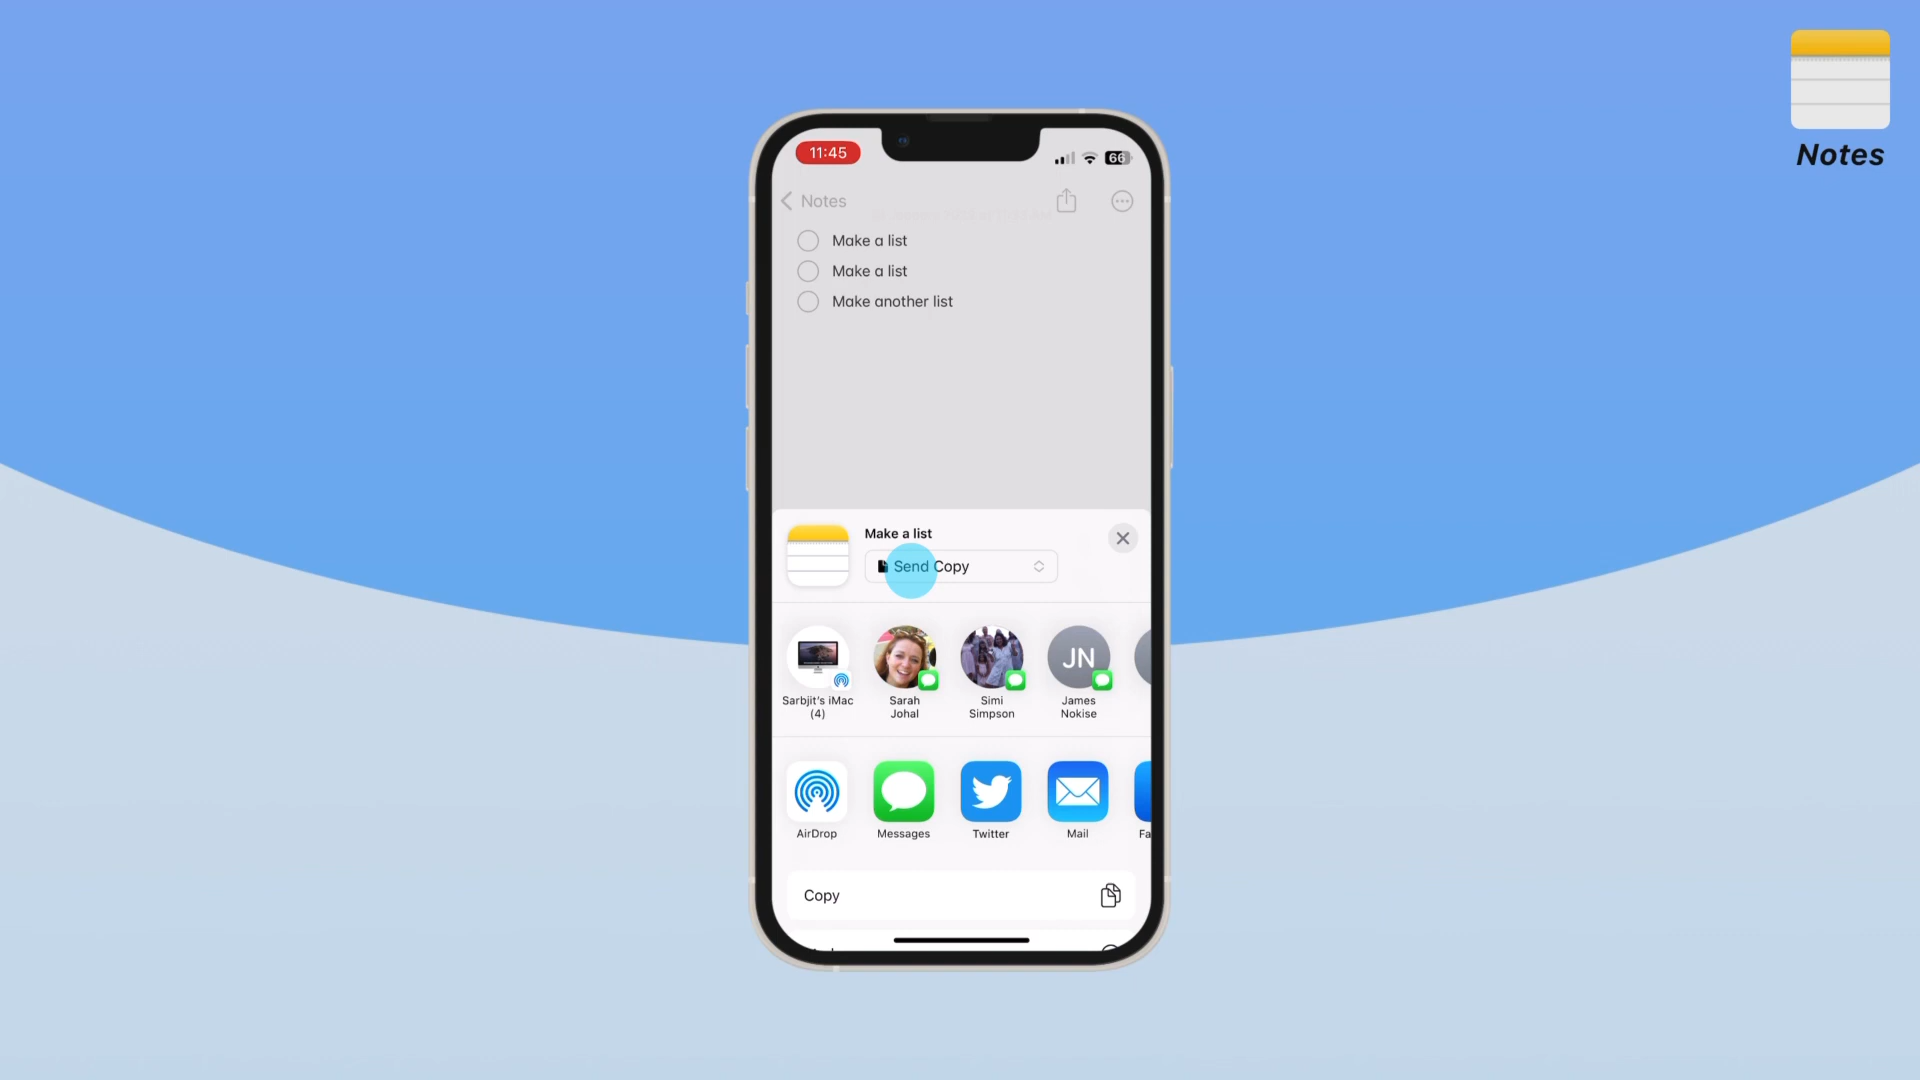 Notes
11:45
66
Notes
Make a list
Make a list
Make another list
Make a list
Send Copy
Sarbjit's iMac (4)
Sarah Johal
Simi Simpson
JN
James Nokise
AirDrop
Messages
Twitter
Mail
Fa
Copy